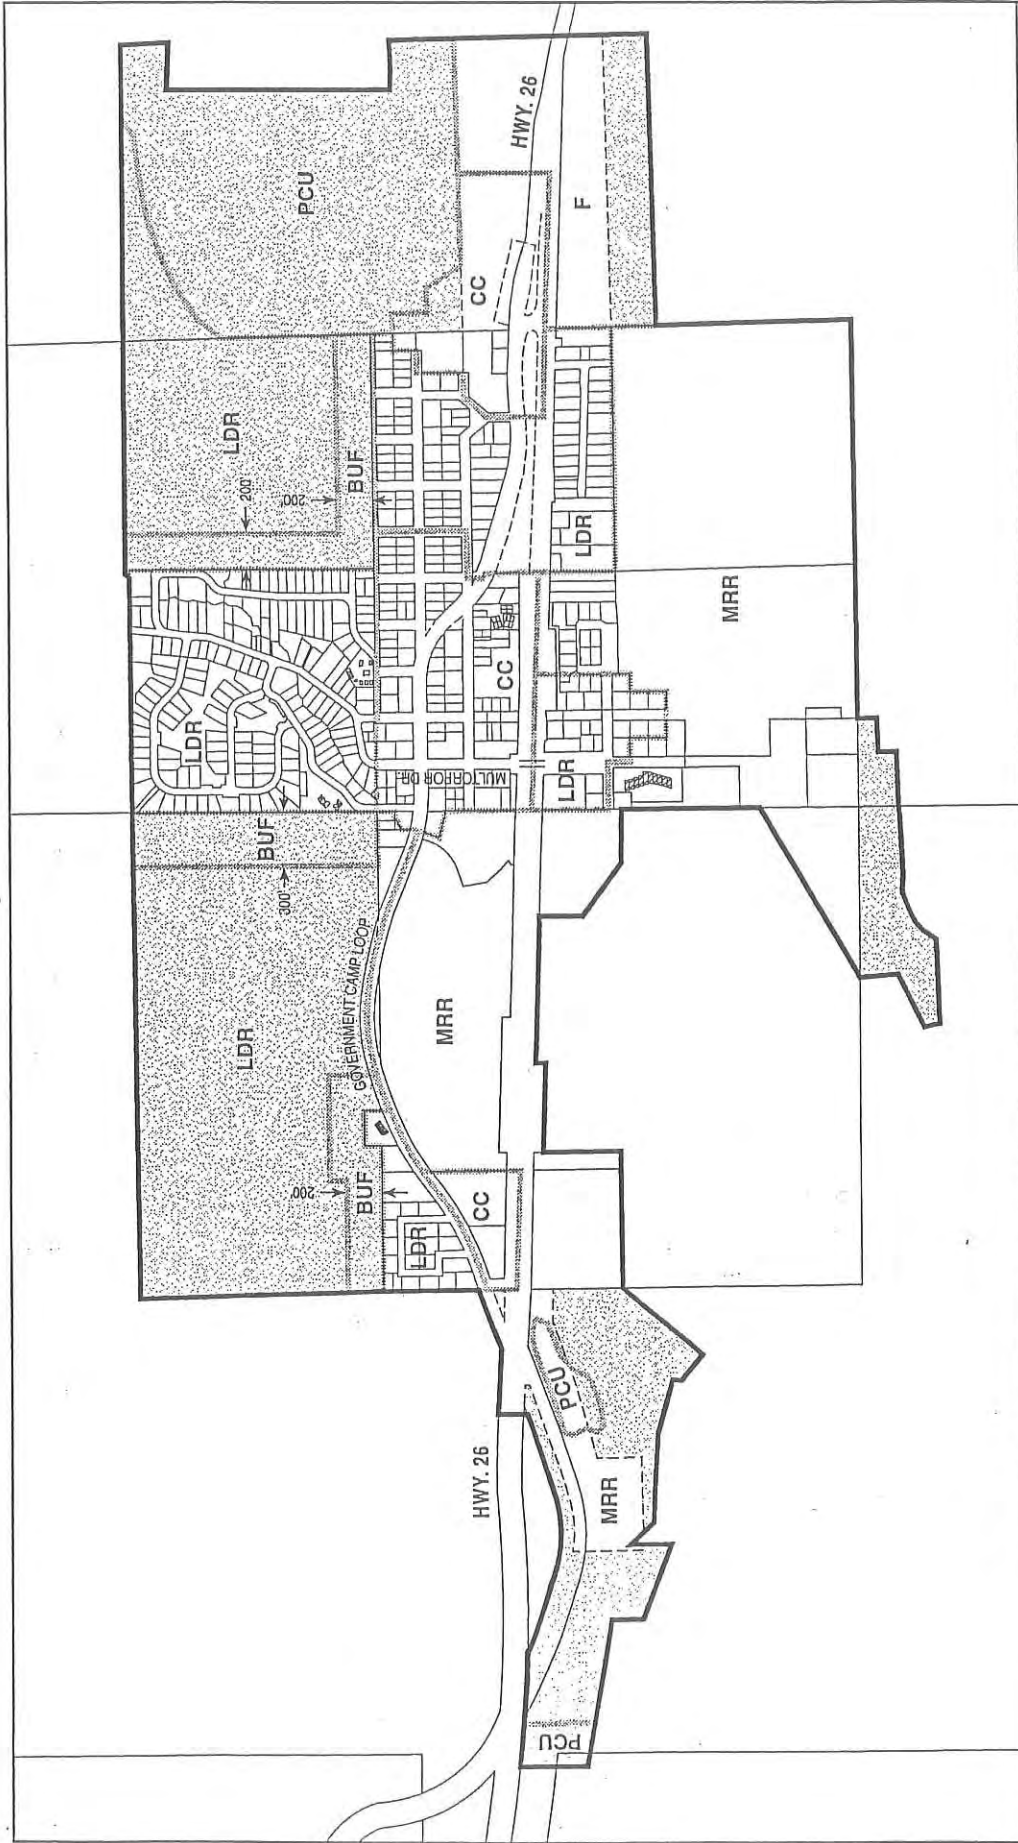 HWY. 26
PCU
F
CC
LDR
BUF
200'
200'
LDR
MRR
LDR
CC
MULTORPOR DR.
LDR
BUF
300'
GOVERNMENT CAMP LOOP
LDR
MRR
200'
BUF
LDR
CC
PCU
HWY. 26
MRR
PCU